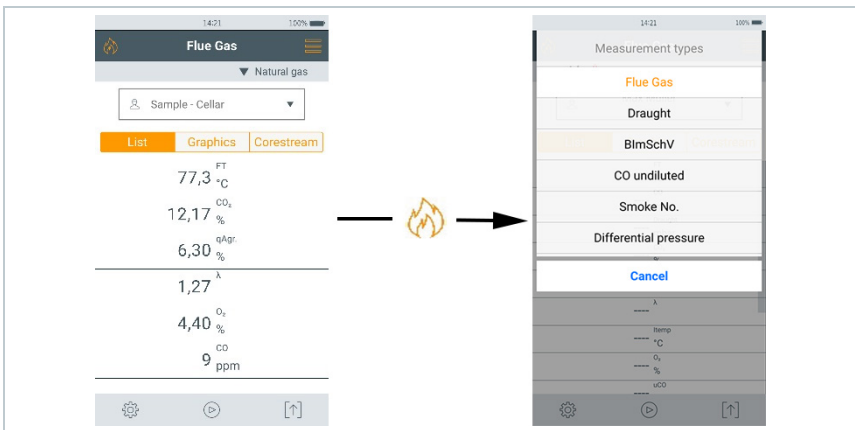 14:21 100%
Flue Gas
▼ Natural gas
Sample - Cellar ▼
List Graphics Corestream
77,3 FT °C
12,17 CO₂ %
6,30 qAgr. %
1,27 λ
4,40 O₂ %
9 CO ppm
14:21 100%
Measurement types
Flue Gas
Draught
BImSchV
CO undiluted
Smoke No.
Differential pressure
Cancel
---- λ
---- Itemp °C
---- O₂ %
---- uCO